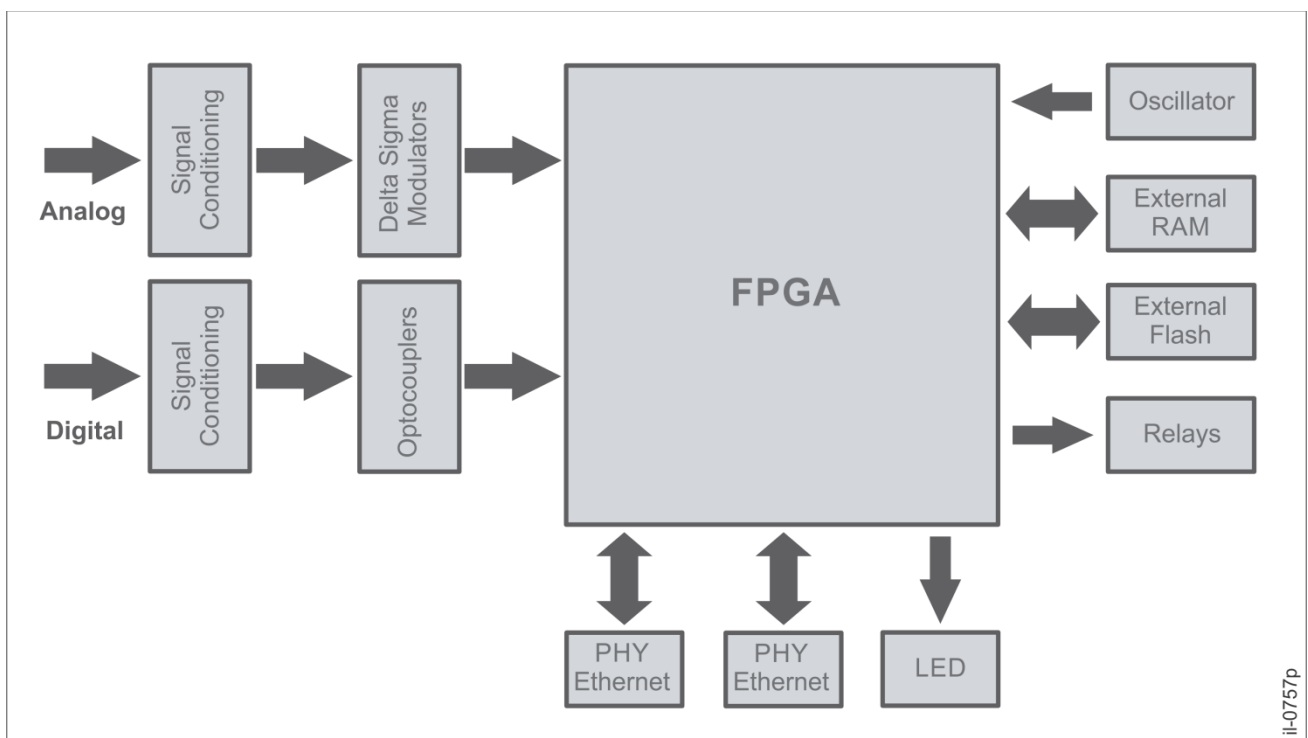 Analog
Signal
Conditioning
Delta Sigma
Modulators
Digital
Signal
Conditioning
Optocouplers
FPGA
Oscillator
External
RAM
External
Flash
Relays
PHY
Ethernet
PHY
Ethernet
LED
il-0757p